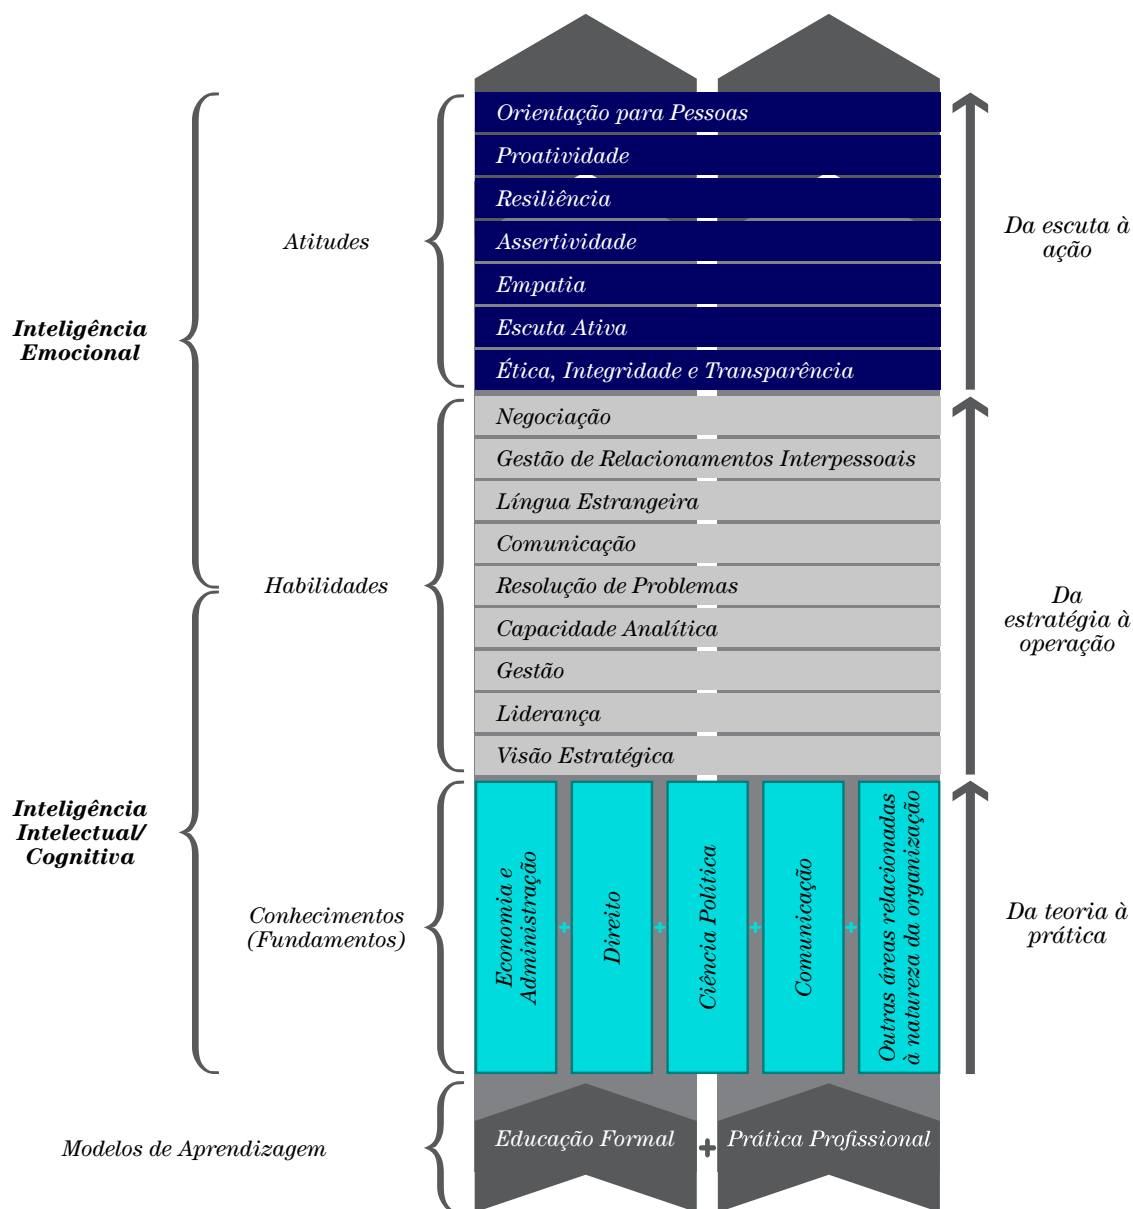 Orientação para Pessoas
Proatividade
Resiliência
Assertividade
Empatia
Escuta Ativa
Ética, Integridade e Transparência
Atitudes
Da escuta à
ação
Inteligência
Emocional
Negociação
Gestão de Relacionamentos Interpessoais
Língua Estrangeira
Comunicação
Resolução de Problemas
Capacidade Analítica
Gestão
Liderança
Visão Estratégica
Habilidades
Da
estratégia à
operação
Inteligência
Intelectual/
Cognitiva
Conhecimentos
(Fundamentos)
Economia e
Administração
+
Direito
+
Ciência Política
+
Comunicação
+
Outras áreas relacionadas
à natureza da organização
Da teoria à
prática
Modelos de Aprendizagem
Educação Formal
+
Prática Profissional